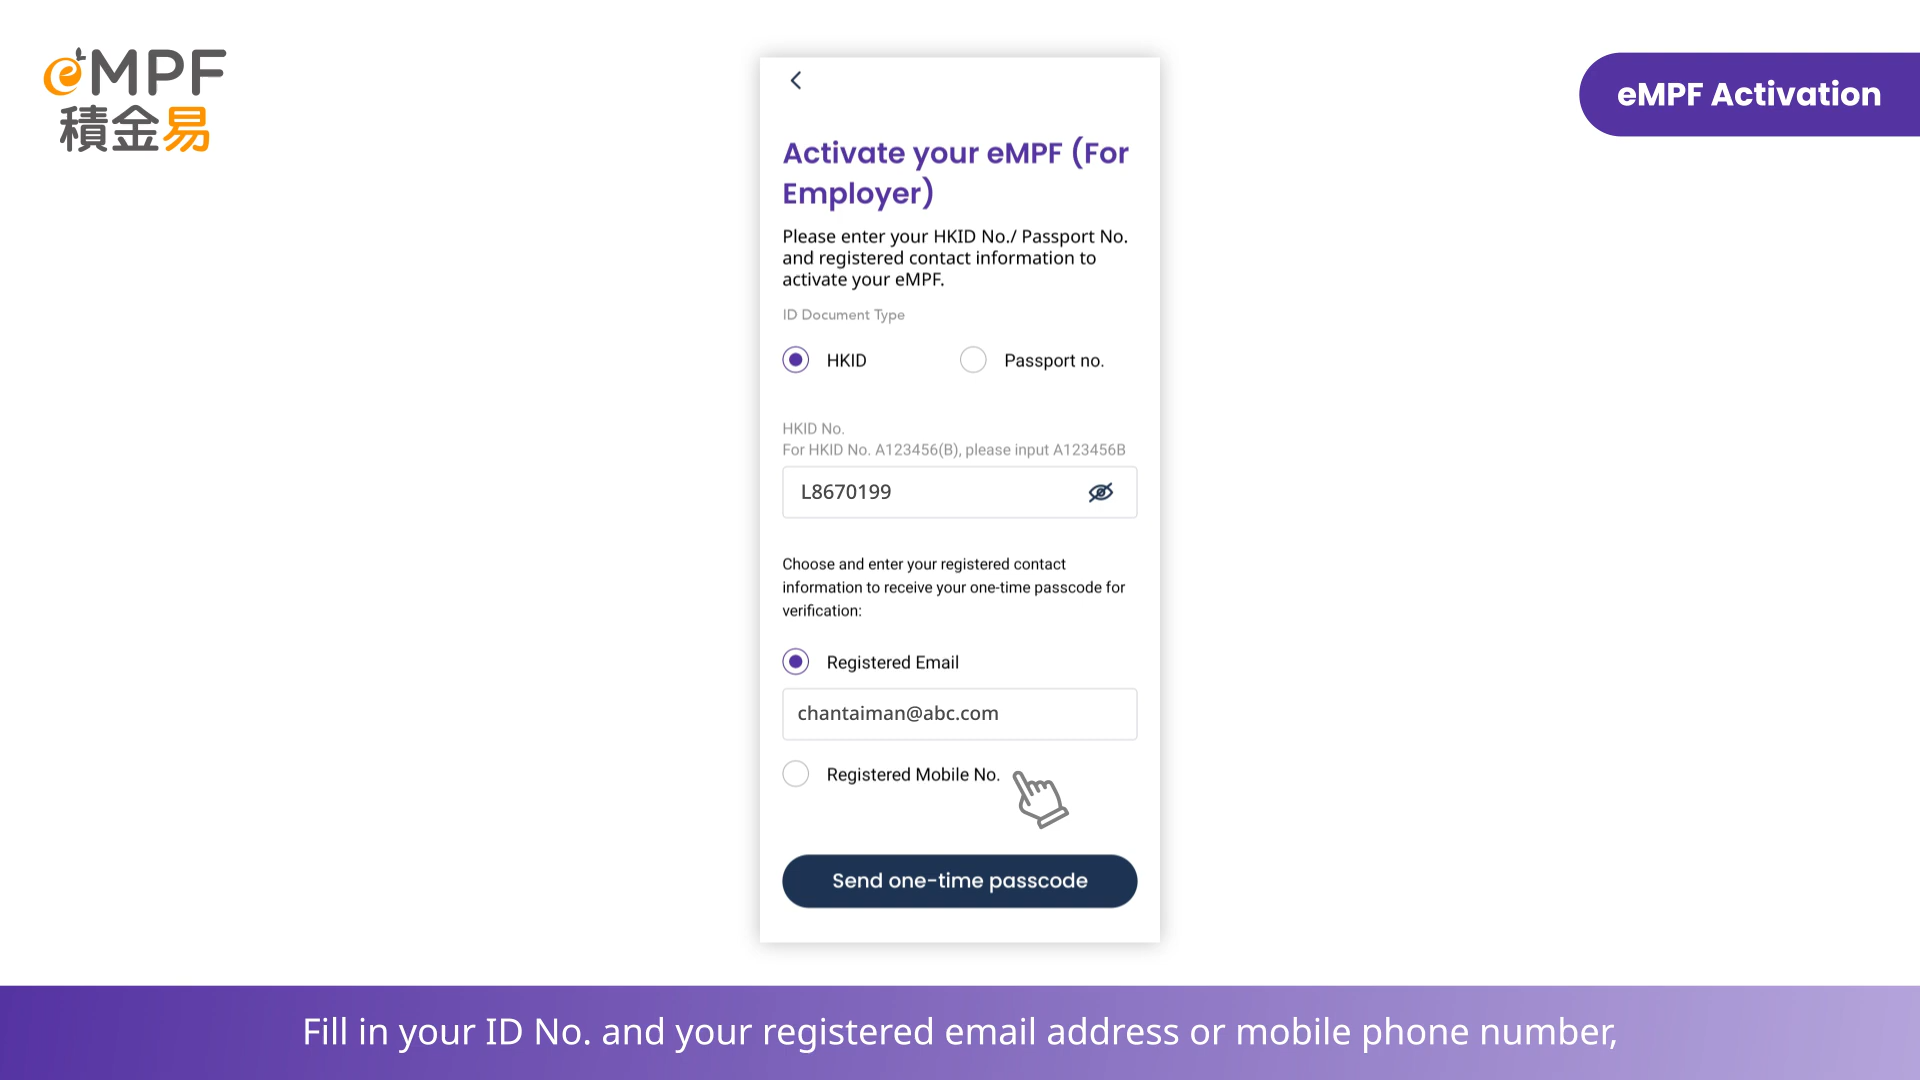 eMPF
積金易
eMPF Activation
Activate your eMPF (For
Employer)
Please enter your HKID No./ Passport No.
and registered contact information to
activate your eMPF.
ID Document Type
HKID
Passport no.
HKID No.
For HKID No. A123456(B), please input A123456B
L8670199
Choose and enter your registered contact
information to receive your one-time passcode for
verification:
Registered Email
chantaiman@abc.com
Registered Mobile No.
Send one-time passcode
Fill in your ID No. and your registered email address or mobile phone number,